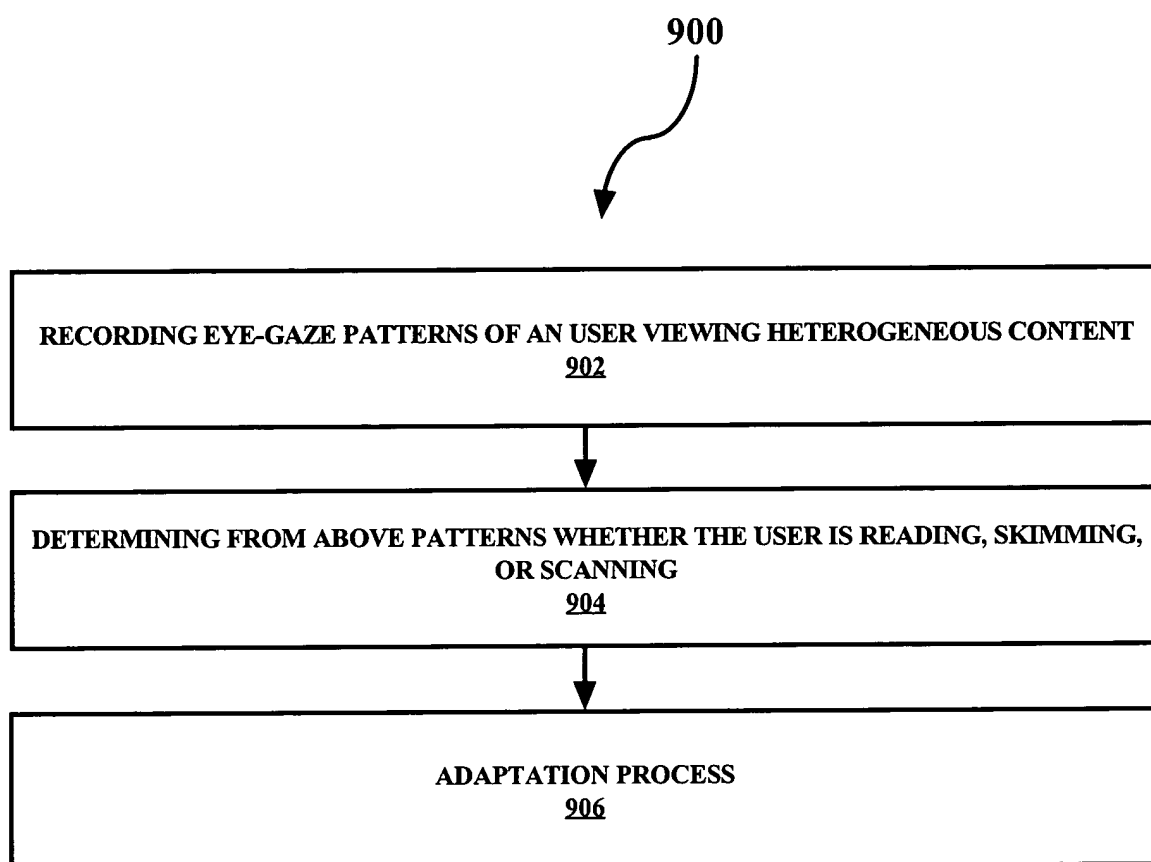 900
RECORDING EYE-GAZE PATTERNS OF AN USER VIEWING HETEROGENEOUS CONTENT
902
DETERMINING FROM ABOVE PATTERNS WHETHER THE USER IS READING, SKIMMING,
OR SCANNING
904
ADAPTATION PROCESS
906